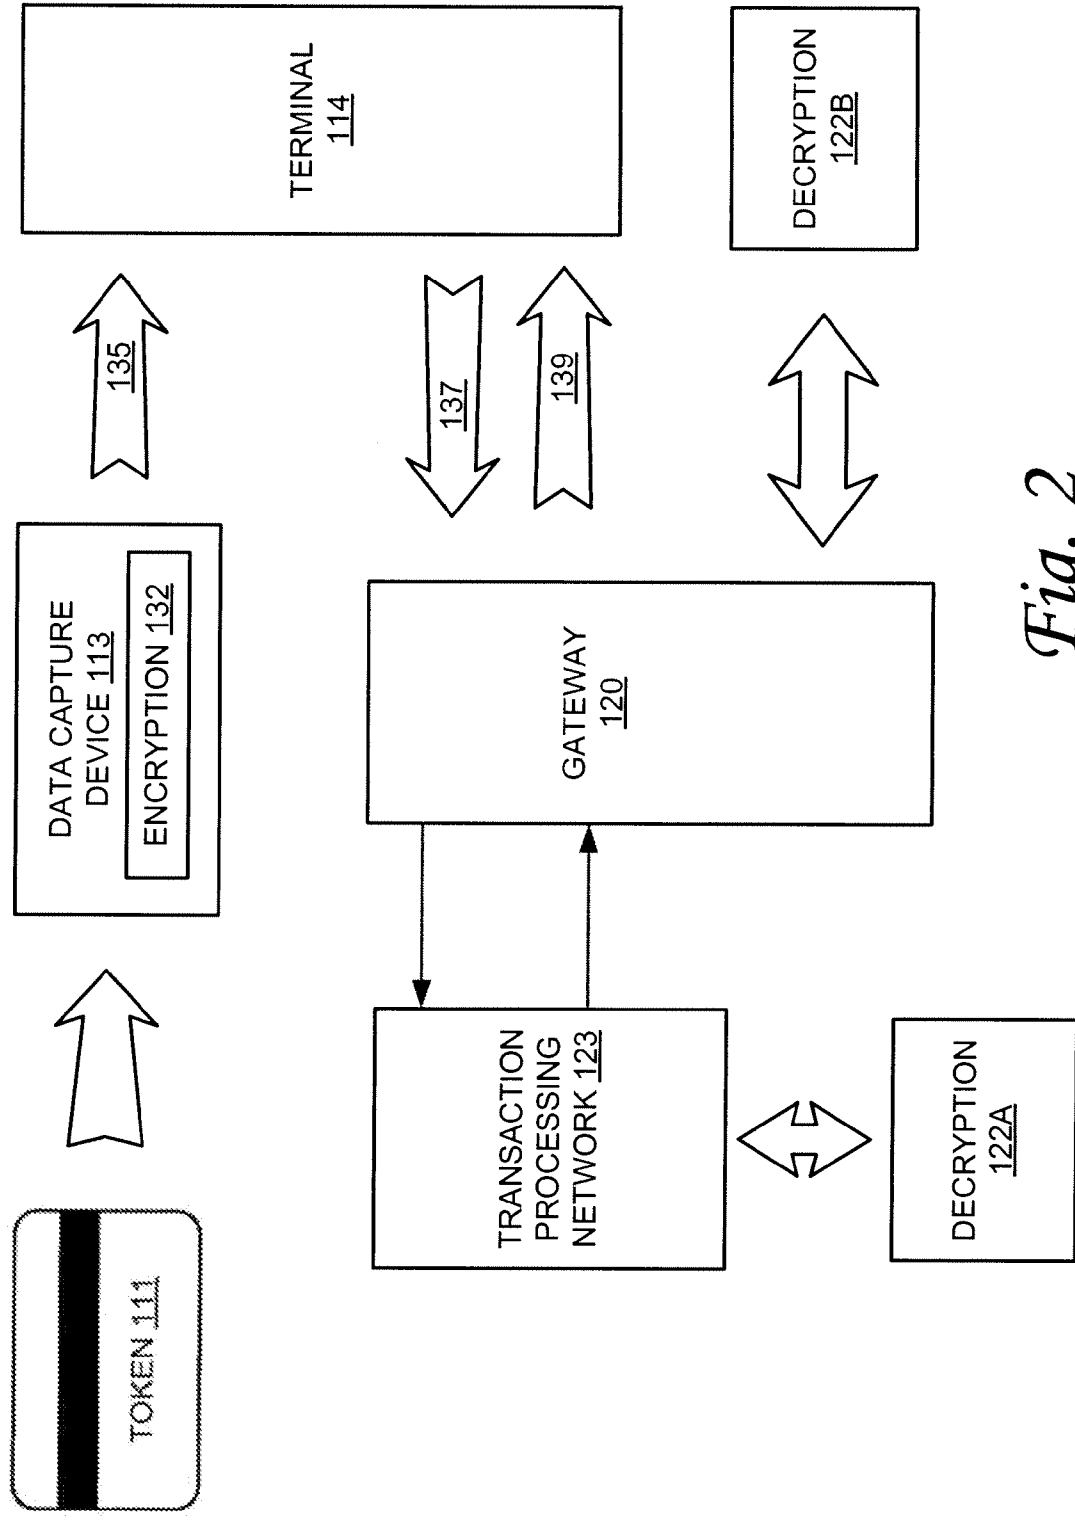 TOKEN 111
DATA CAPTURE
DEVICE 113
ENCRYPTION 132
135
TERMINAL
114
TRANSACTION
PROCESSING
NETWORK 123
GATEWAY
120
137
139
DECRYPTION
122A
DECRYPTION
122B
Fig. 2